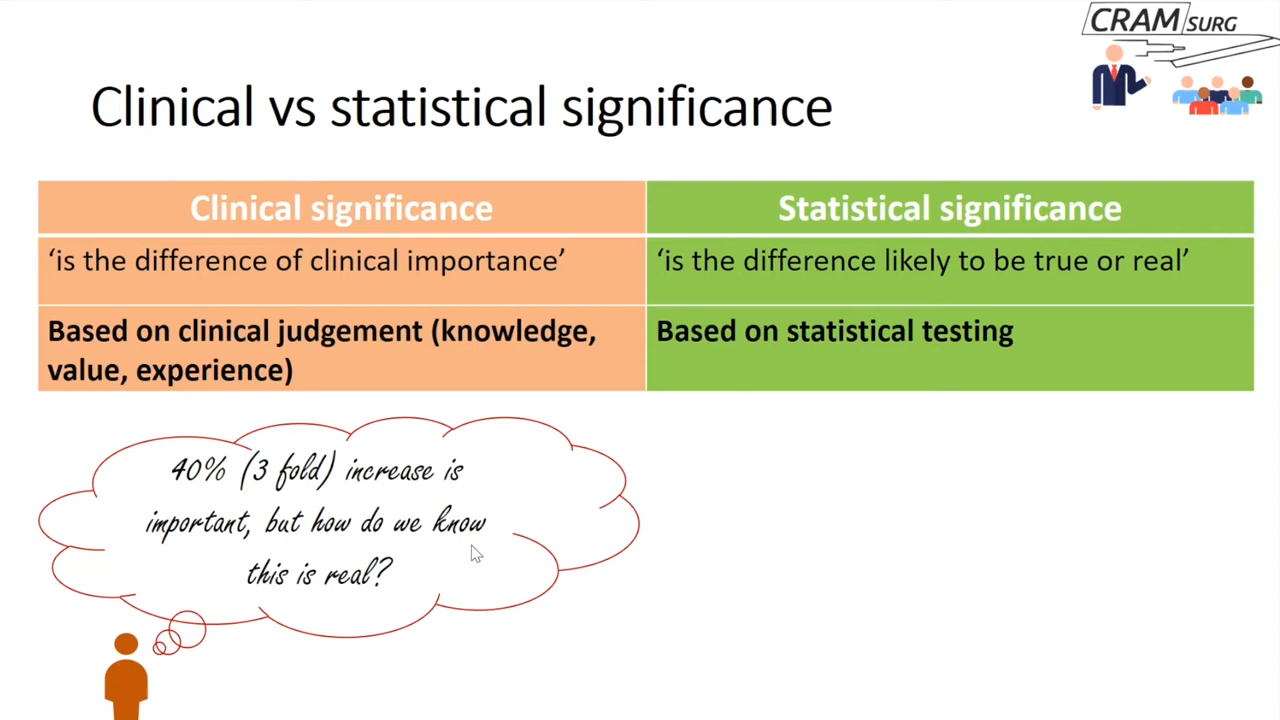 CRAM SURG
Clinical vs statistical significance
Clinical significance
Statistical significance
‘is the difference of clinical importance’
‘is the difference likely to be true or real’
Based on clinical judgement (knowledge,
value, experience)
Based on statistical testing
40% (3 fold) increase is
important, but how do we know
this is real?